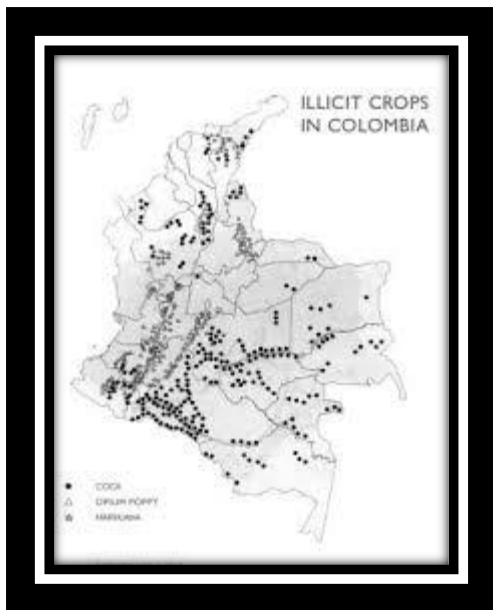 ILLICIT CROPS
IN COLOMBIA
COCA
OPIUM POPPY
MARIJUANA